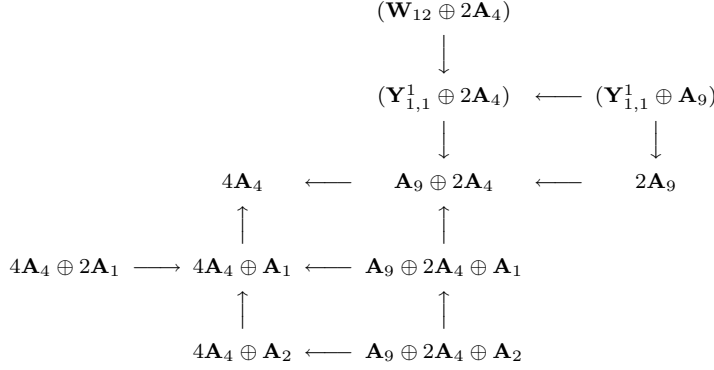 (W₁₂ ⊕ 2A₄)
(Y¹₁,₁ ⊕ 2A₄) ⟵ (Y¹₁,₁ ⊕ A₉)
4A₄ ⟵ A₉ ⊕ 2A₄ ⟵ 2A₉
4A₄ ⊕ 2A₁ ⟶ 4A₄ ⊕ A₁ ⟵ A₉ ⊕ 2A₄ ⊕ A₁
4A₄ ⊕ A₂ ⟵ A₉ ⊕ 2A₄ ⊕ A₂